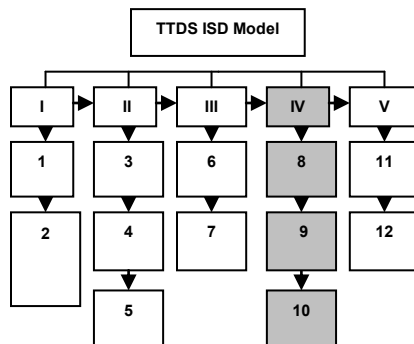 TTDS ISD Model
I II III IV V
1 3 6 8 11
2 4 7 9 12
5 10